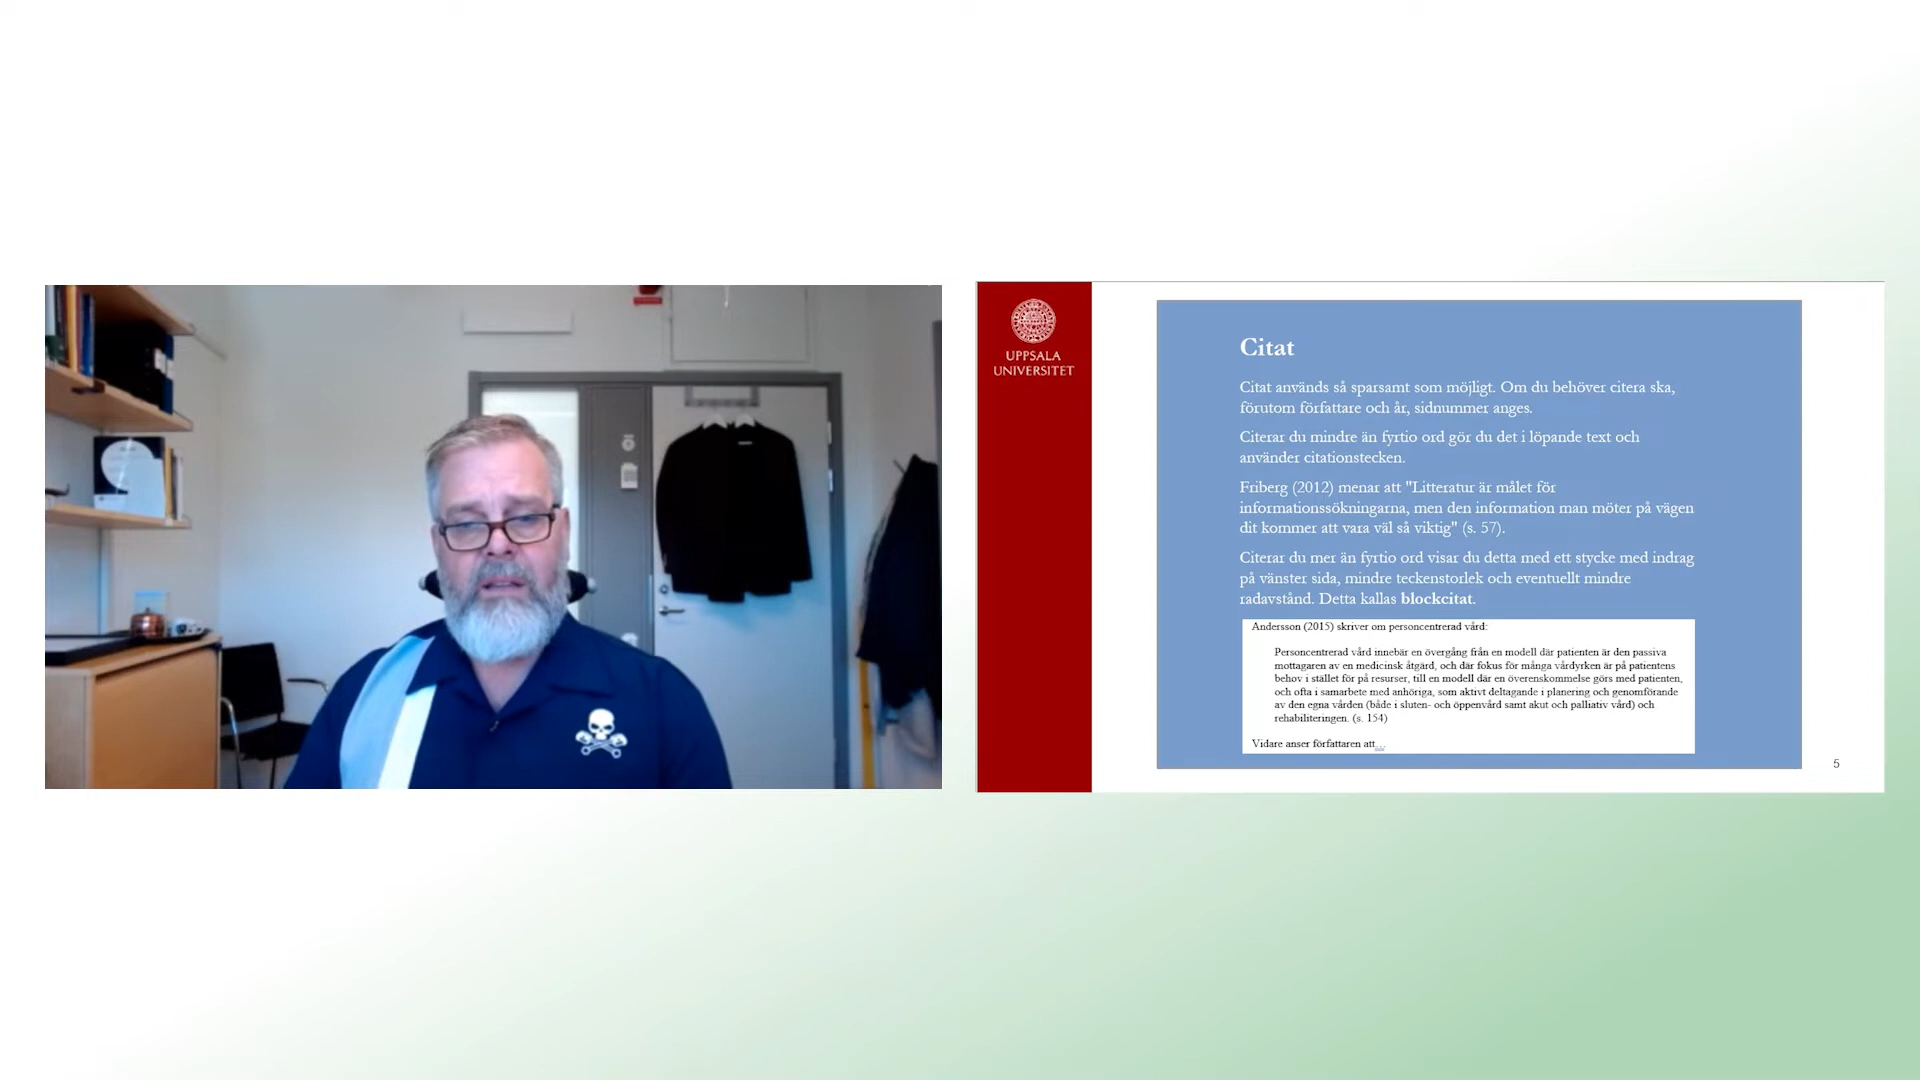 UPPSALA
UNIVERSITET
Citat
Citat används så sparsamt som möjligt. Om du behöver citera ska,
förutom författare och år, sidnummer anges.
Citerar du mindre än fyrtio ord gör du det i löpande text och
använder citationstecken.
Friberg (2012) menar att "Litteratur är målet för
informationssökningarna, men den information man möter på vägen
dit kommer att vara väl så viktig" (s. 57).
Citerar du mer än fyrtio ord visar du detta med ett stycke med indrag
på vänster sida, mindre teckenstorlek och eventuellt mindre
radavstånd. Detta kallas blockcitat.
Andersson (2015) skriver om personcentrerad vård:
Personcentrerad vård innebär en övergång från en modell där patienten är den passiva
mottagaren av en medicinsk åtgärd, och där fokus för många vårdyrken är på patientens
behov i stället för på resurser, till en modell där en överenskommelse görs med patienten,
och ofta i samarbete med anhöriga, som aktivt deltagande i planering och genomförande
av den egna vården (både i sluten- och öppenvård samt akut och palliativ vård) och
rehabiliteringen. (s. 154)
Vidare anser författaren att...
5